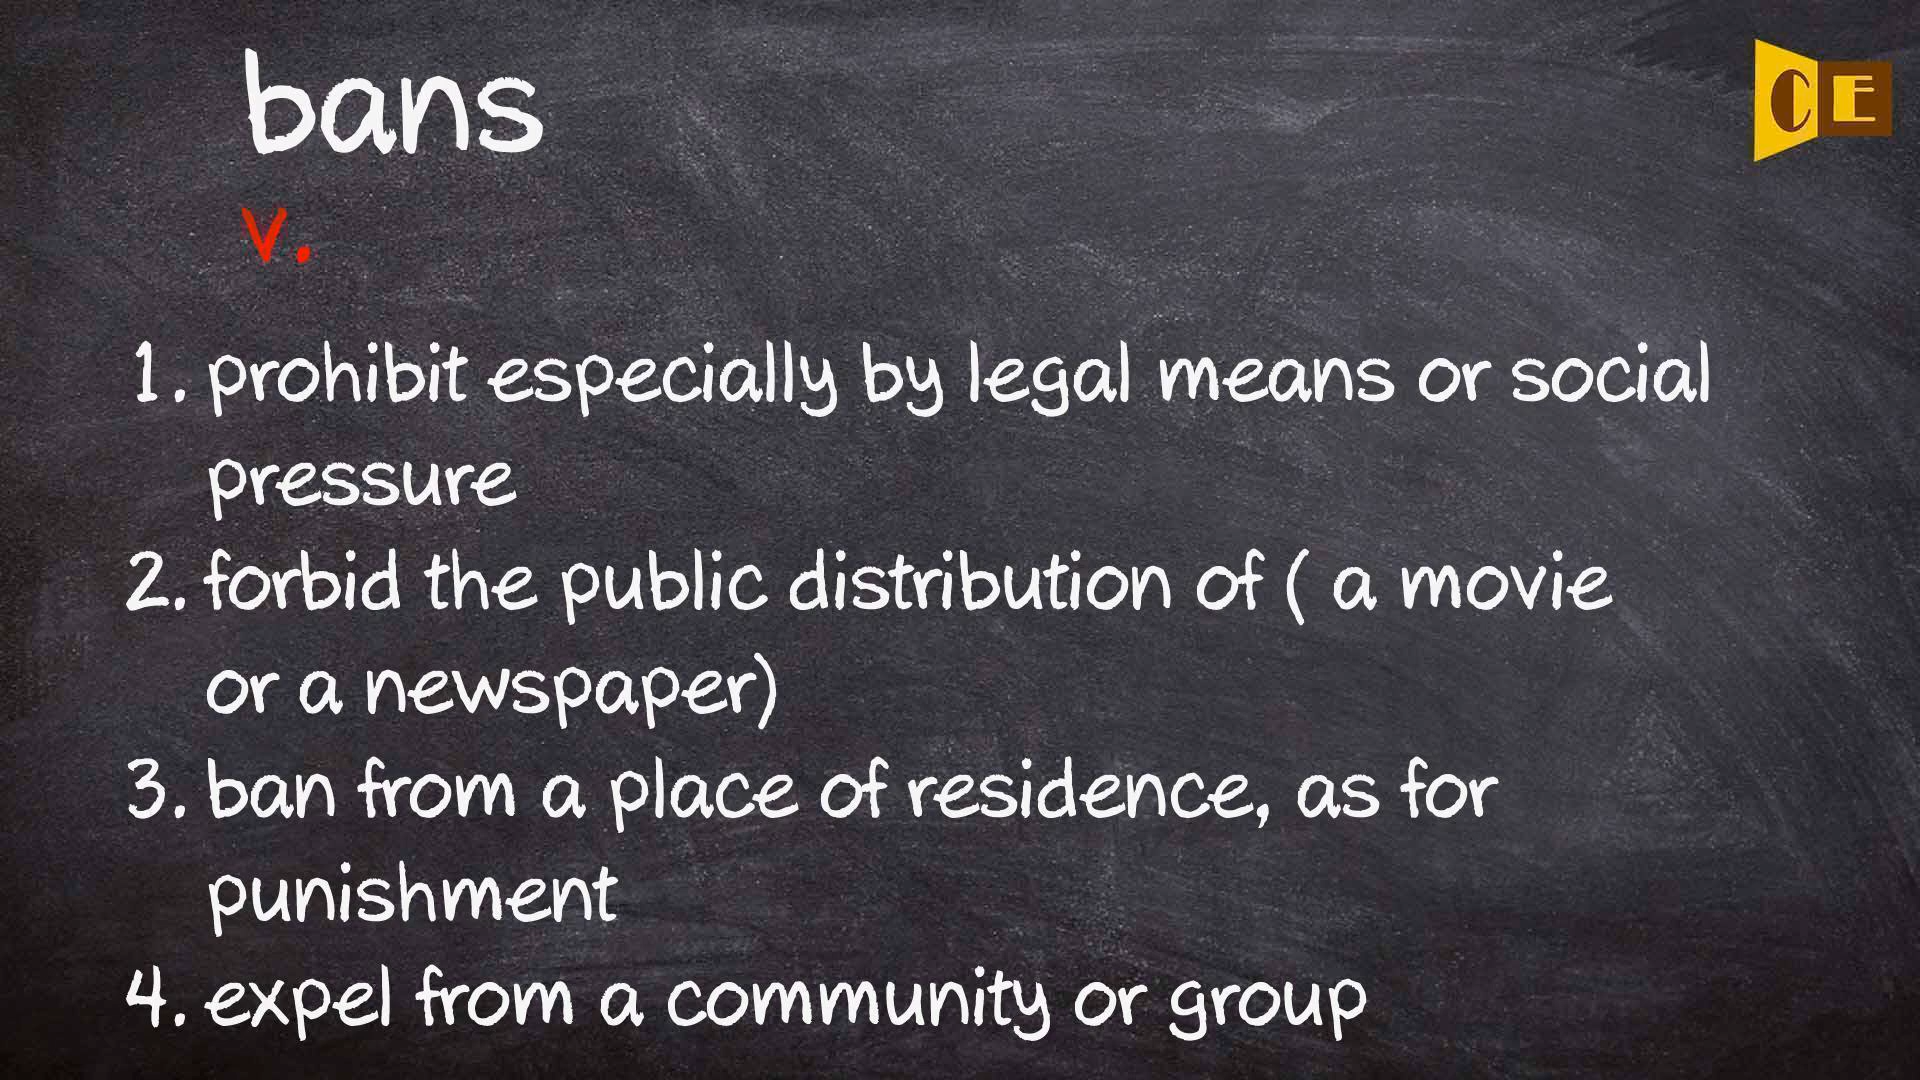 bans
CE
v.
1. prohibit especially by legal means or social
pressure
2. forbid the public distribution of ( a movie
or a newspaper)
3. ban from a place of residence, as for
punishment
4. expel from a community or group